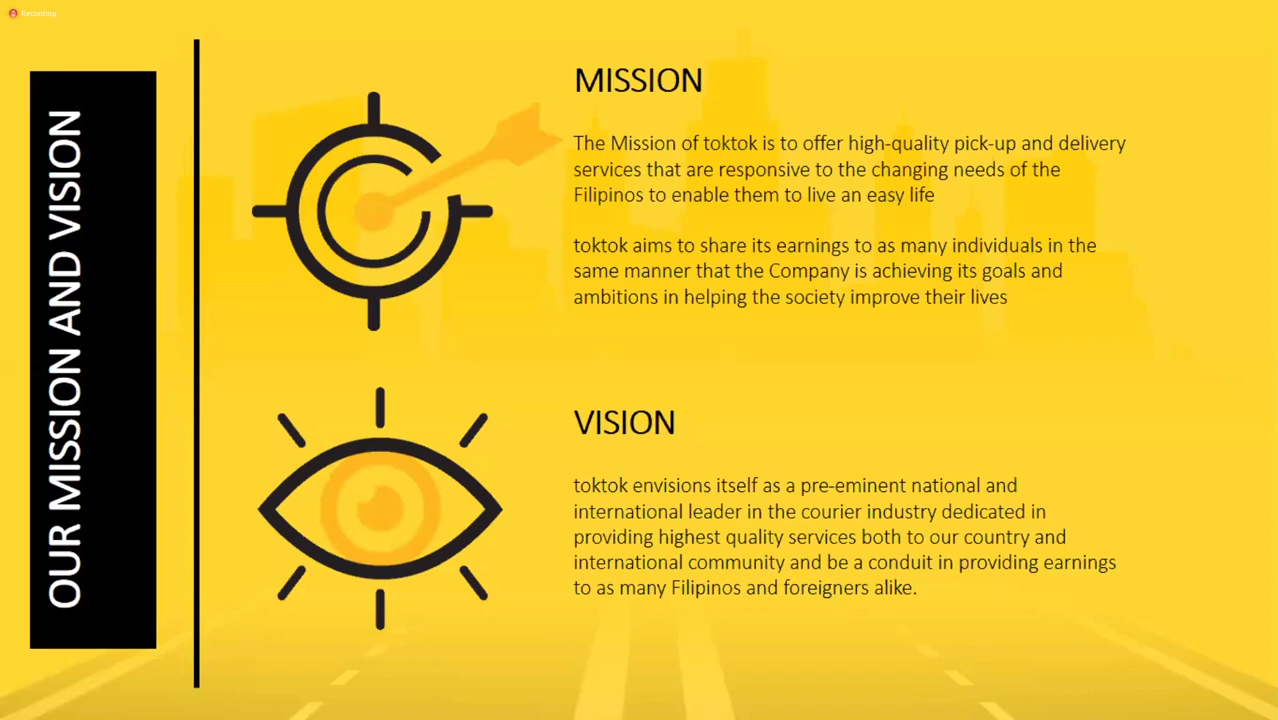 Recording
OUR MISSION AND VISION
MISSION
The Mission of toktok is to offer high-quality pick-up and delivery
services that are responsive to the changing needs of the
Filipinos to enable them to live an easy life
toktok aims to share its earnings to as many individuals in the
same manner that the Company is achieving its goals and
ambitions in helping the society improve their lives
VISION
toktok envisions itself as a pre-eminent national and
international leader in the courier industry dedicated in
providing highest quality services both to our country and
international community and be a conduit in providing earnings
to as many Filipinos and foreigners alike.